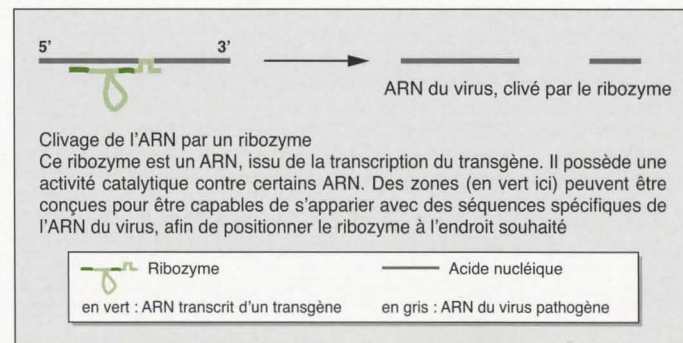 5’ 3’
ARN du virus, clivé par le ribozyme
Clivage de l’ARN par un ribozyme
Ce ribozyme est un ARN, issu de la transcription du transgène. Il possède une
activité catalytique contre certains ARN. Des zones (en vert ici) peuvent être
conçues pour être capables de s’apparier avec des séquences spécifiques de
l’ARN du virus, afin de positionner le ribozyme à l’endroit souhaité
Ribozyme Acide nucléique
en vert : ARN transcrit d’un transgène en gris : ARN du virus pathogène